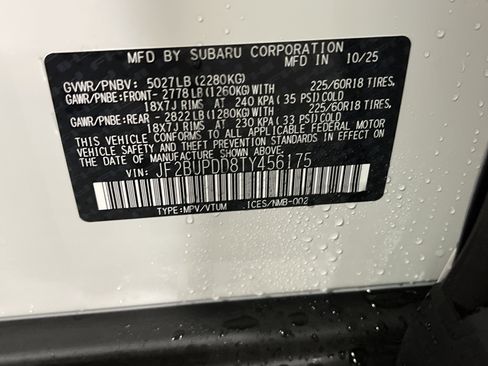 MFD BY SUBARU CORPORATION
MFD IN 10/25
GVWR/PNBV: 5027LB (2280KG)
GAWR/PNBE:FRONT-2778 LB (1260KG) WITH 225/60R18 TIRES,
18X7J RIMS AT 240 KPA (35 PSI) COLD
GAWR/PNBE:REAR - 2822 LB (1280KG) WITH 225/60R18 TIRES,
18X7J RIMS AT 230 KPA (33 PSI) COLD
THIS VEHICLE CONFORMS TO ALL APPLICABLE FEDERAL MOTOR
VEHICLE SAFETY AND THEFT PREVENTION STANDARDS IN EFFECT
ON THE DATE OF MANUFACTURE SHOWN ABOVE.
VIN: JF2BUPDD8TY456175
TYPE:MPV/VTUM ICES/NMB-002